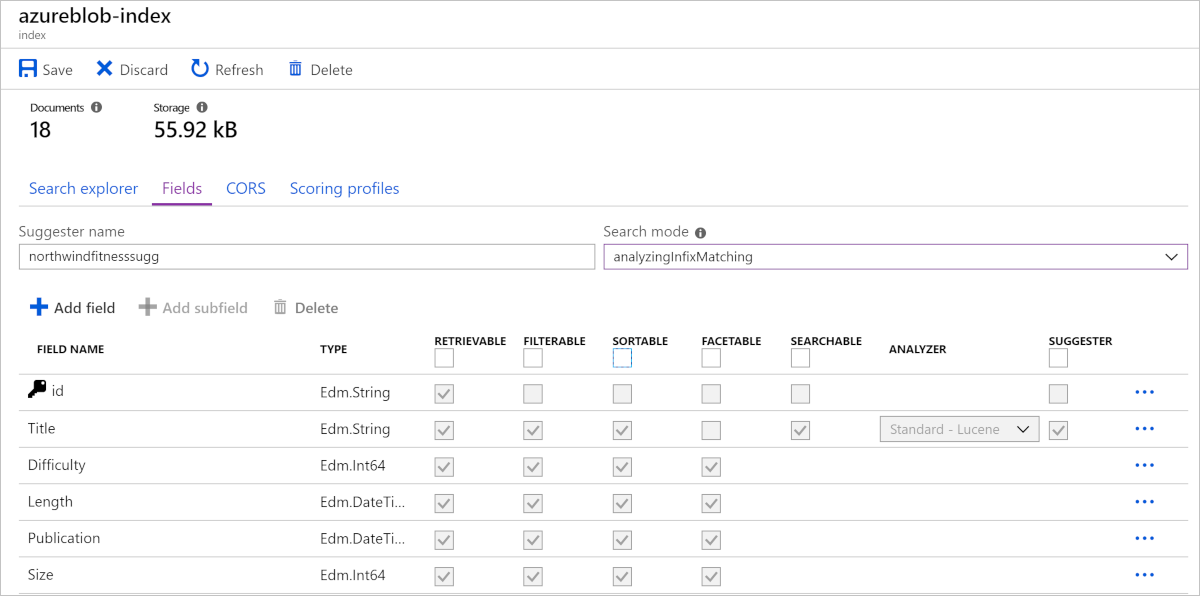 azureblob-index
index
Save Discard Refresh Delete
Documents Storage
18 55.92 kB
Search explorer Fields CORS Scoring profiles
Suggester name Search mode
northwindfitnesssugg analyzingInfixMatching
Add field Add subfield Delete
FIELD NAME TYPE RETRIEVABLE FILTERABLE SORTABLE FACETABLE SEARCHABLE ANALYZER SUGGESTER
id Edm.String
Title Edm.String Standard - Lucene
Difficulty Edm.Int64
Length Edm.DateTi...
Publication Edm.DateTi...
Size Edm.Int64